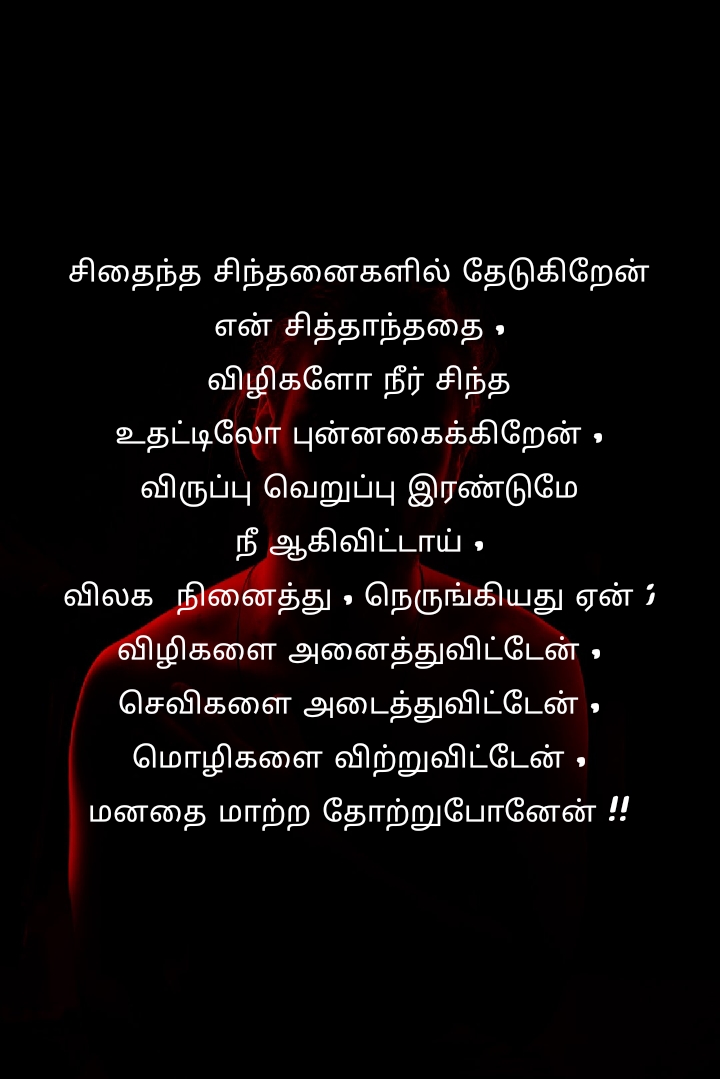 சிதைந்த சிந்தனைகளில் தேடுகிறேன்
என் சித்தாந்ததை ,
விழிகளோ நீர் சிந்த
உதட்டிலோ புன்னகைக்கிறேன் ,
விருப்பு வெறுப்பு இரண்டுமே
நீ ஆகிவிட்டாய் ,
விலக நினைத்து , நெருங்கியது ஏன் ;
விழிகளை அனைத்துவிட்டேன் ,
செவிகளை அடைத்துவிட்டேன் ,
மொழிகளை விற்றுவிட்டேன் ,
மனதை மாற்ற தோற்றுபோனேன் !!